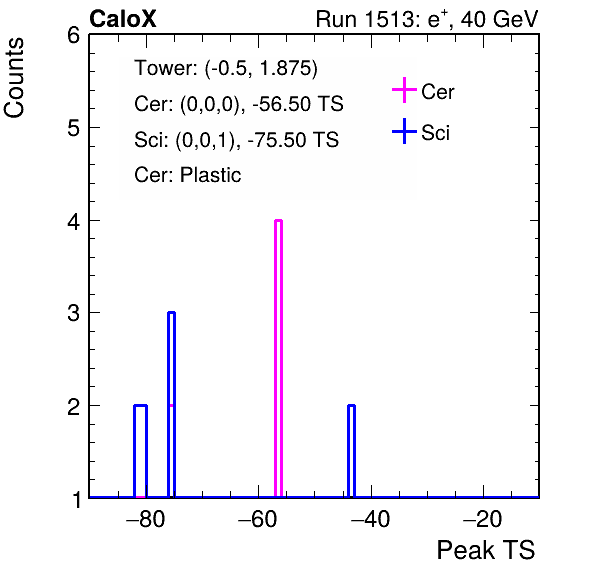 CaloX Run 1513: e⁺, 40 GeV
Counts
6
Tower: (-0.5, 1.875)
Cer: (0,0,0), -56.50 TS
Sci: (0,0,1), -75.50 TS
Cer: Plastic
Cer
Sci
5
4
3
2
1
−80 −60 −40 −20
Peak TS